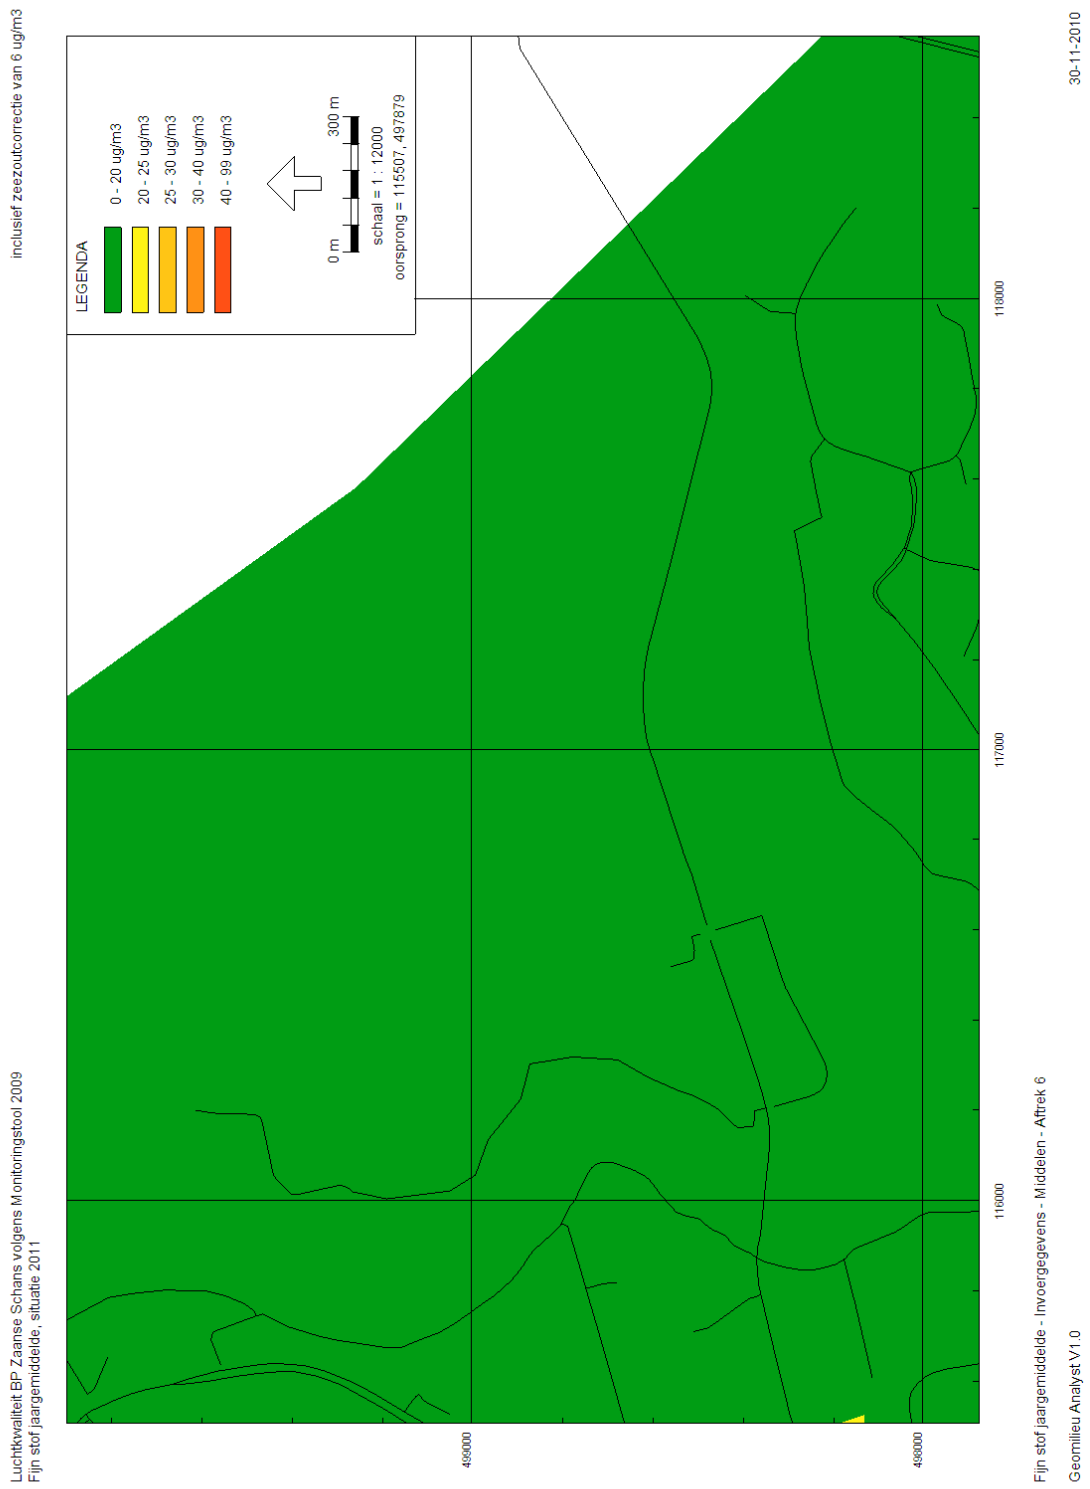 Luchtkwaliteit BP Zaanse Schans volgens Monitoringstool 2009
Fijn stof jaargemiddelde, situatie 2011
inclusief zeezoutcorrectie van 6 ug/m3
LEGENDA
0 - 20 ug/m3
20 - 25 ug/m3
25 - 30 ug/m3
30 - 40 ug/m3
40 - 99 ug/m3
0 m
300 m
schaal = 1 : 12000
oorsprong = 115507, 497879
499000
498000
116000
117000
118000
Fijn stof jaargemiddelde - Invoergegevens - Middelen - Aftrek 6
Geomilieu Analyst V1.0
30-11-2010